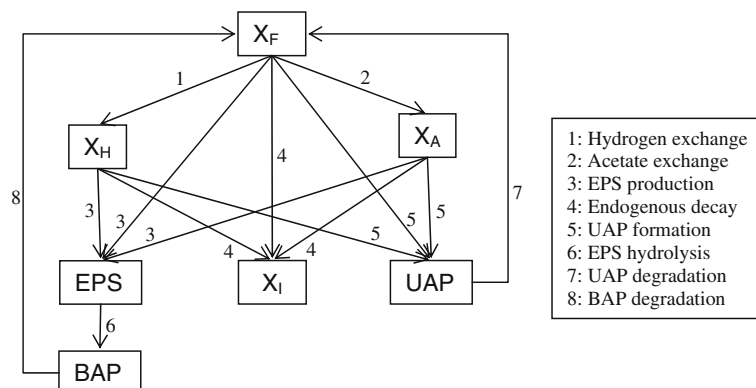 X_F
1
2
X_H
X_A
4
8
7
3
3
3
5
5
5
4
4
EPS
X_I
UAP
6
BAP
1: Hydrogen exchange
2: Acetate exchange
3: EPS production
4: Endogenous decay
5: UAP formation
6: EPS hydrolysis
7: UAP degradation
8: BAP degradation